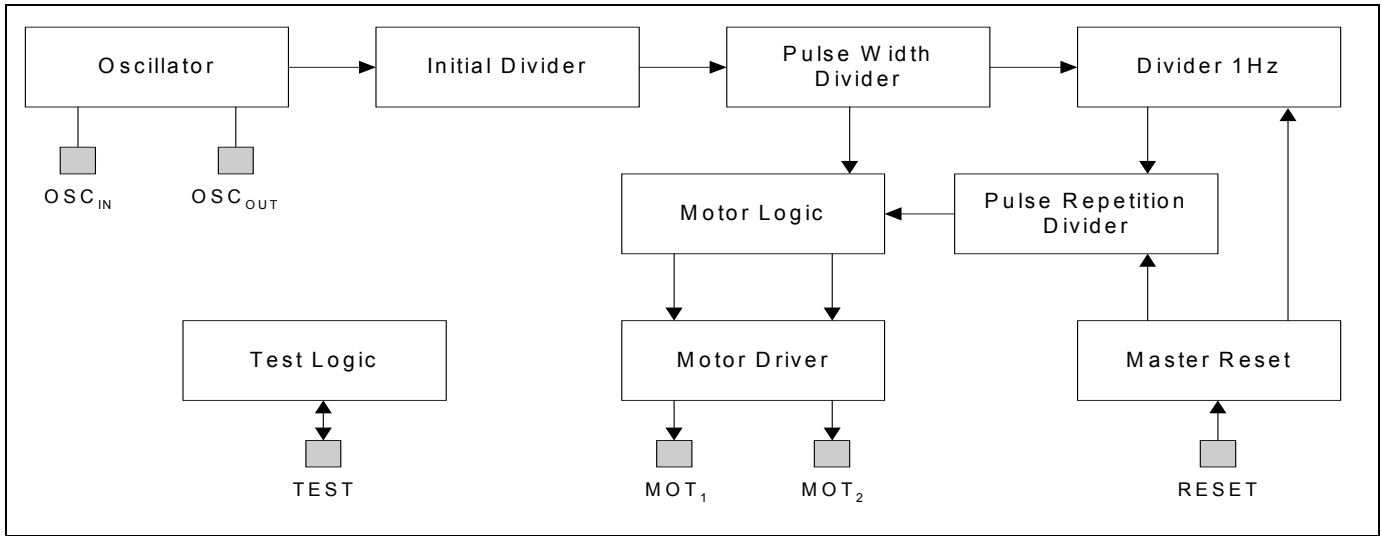 Oscillator
Initial Divider
Pulse Width
Divider
Divider 1Hz
OSC_IN
OSC_OUT
Motor Logic
Pulse Repetition
Divider
Test Logic
Motor Driver
Master Reset
TEST
MOT_1
MOT_2
RESET